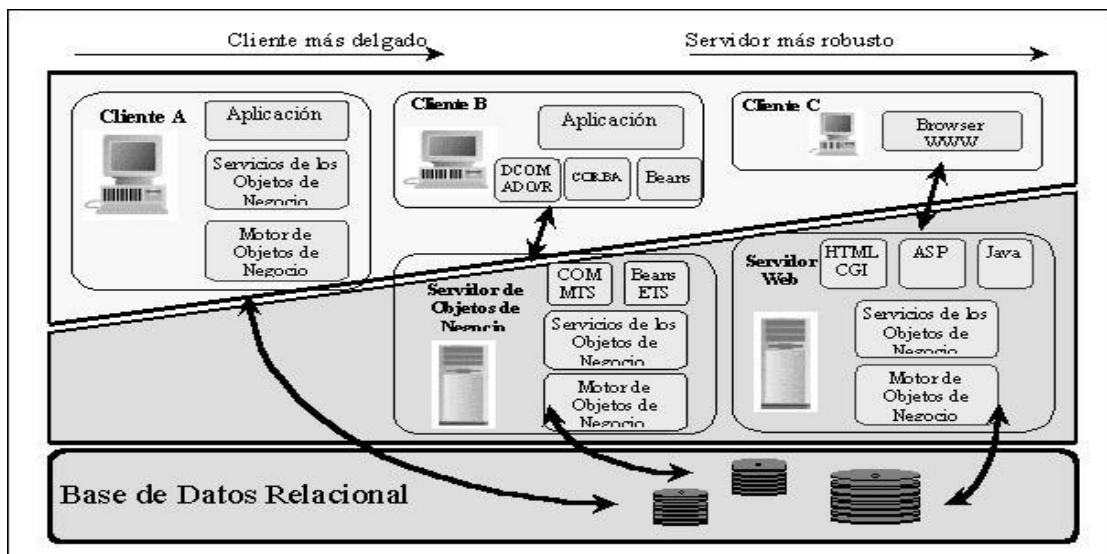 Cliente más delgado
Servidor más robusto
Cliente A
Aplicación
Servicios de los
Objetos de
Negocio
Motor de
Objetos de
Negocio
Cliente B
Aplicación
DCOM
ADO/R
CORBA
Beans
Cliente C
Browser
WWW
Servidor de
Objetos de
Negocio
COM
MTS
Beans
ETS
Servicios de los
Objetos de
Negocio
Motor de
Objetos de
Negocio
Servidor
Web
HTML
CGI
ASP
Java
Servicios de los
Objetos de
Negocio
Motor de
Objetos de
Negocio
Base de Datos Relacional